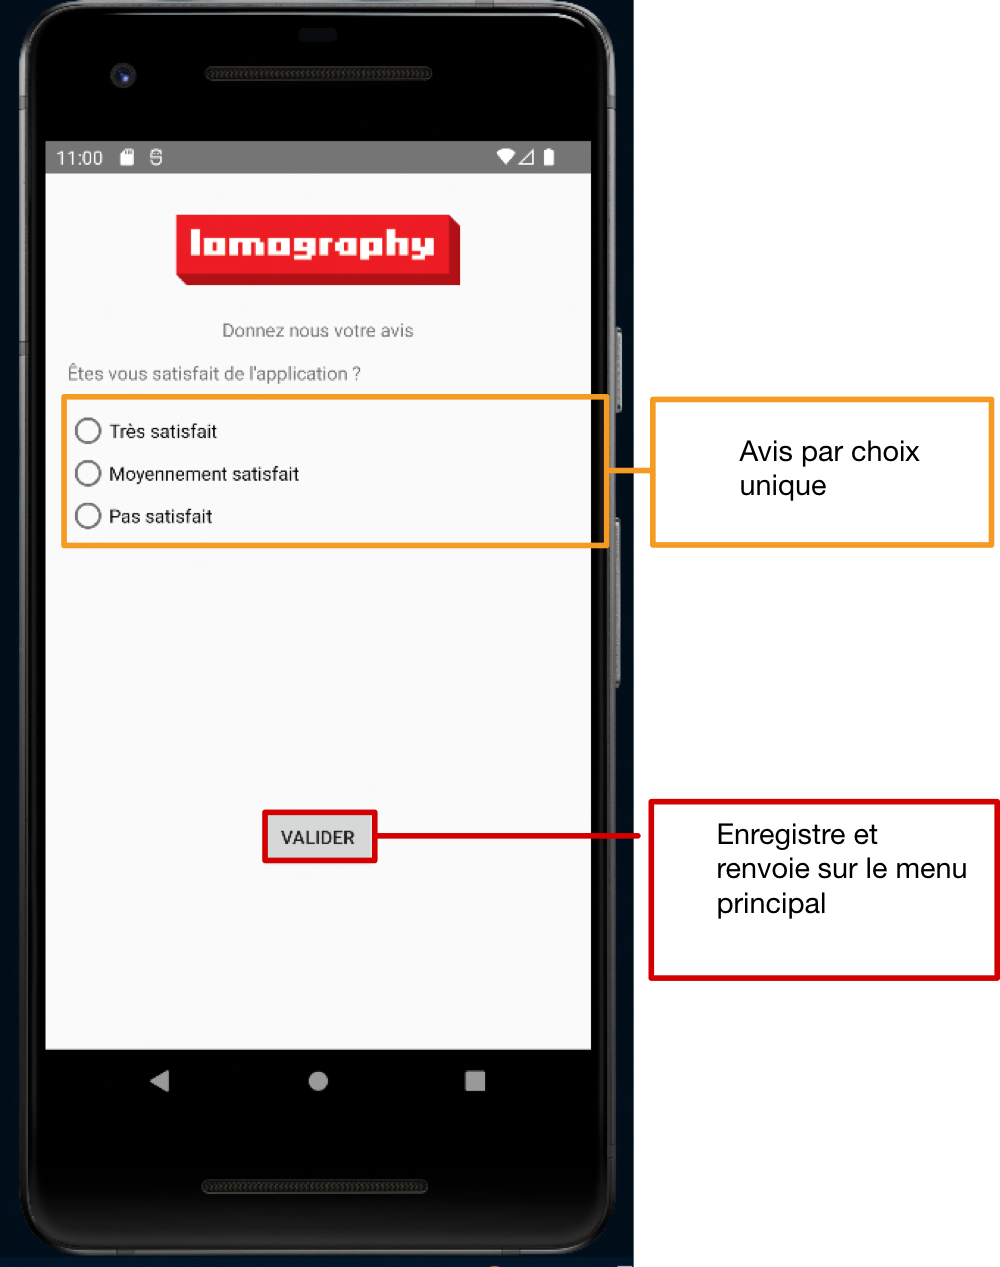 11:00
lomography
Donnez nous votre avis
Êtes vous satisfait de l'application ?
Très satisfait
Moyennement satisfait
Pas satisfait
Avis par choix
unique
VALIDER
Enregistre et
renvoie sur le menu
principal